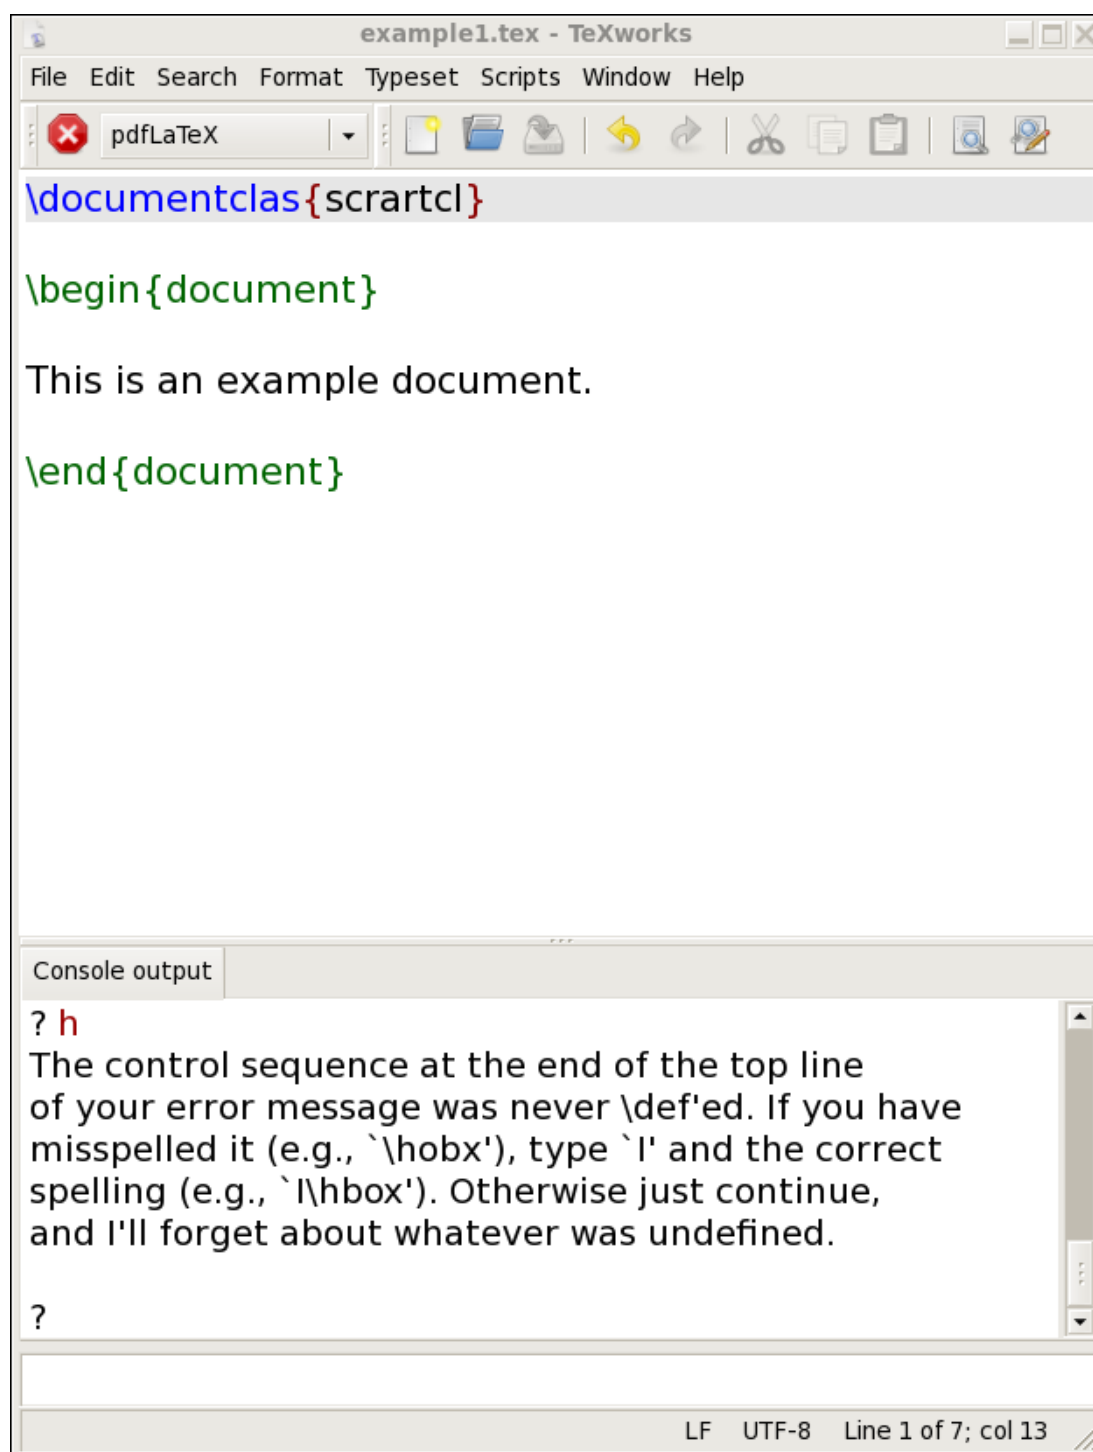 example1.tex - TeXworks
File Edit Search Format Typeset Scripts Window Help
pdfLaTeX
\documentclas{scrartcl}
\begin{document}
This is an example document.
\end{document}
Console output
? h
The control sequence at the end of the top line
of your error message was never \def'ed. If you have
misspelled it (e.g., `\hobx'), type `I' and the correct
spelling (e.g., `I\hbox'). Otherwise just continue,
and I'll forget about whatever was undefined.
?
LF UTF-8 Line 1 of 7; col 13